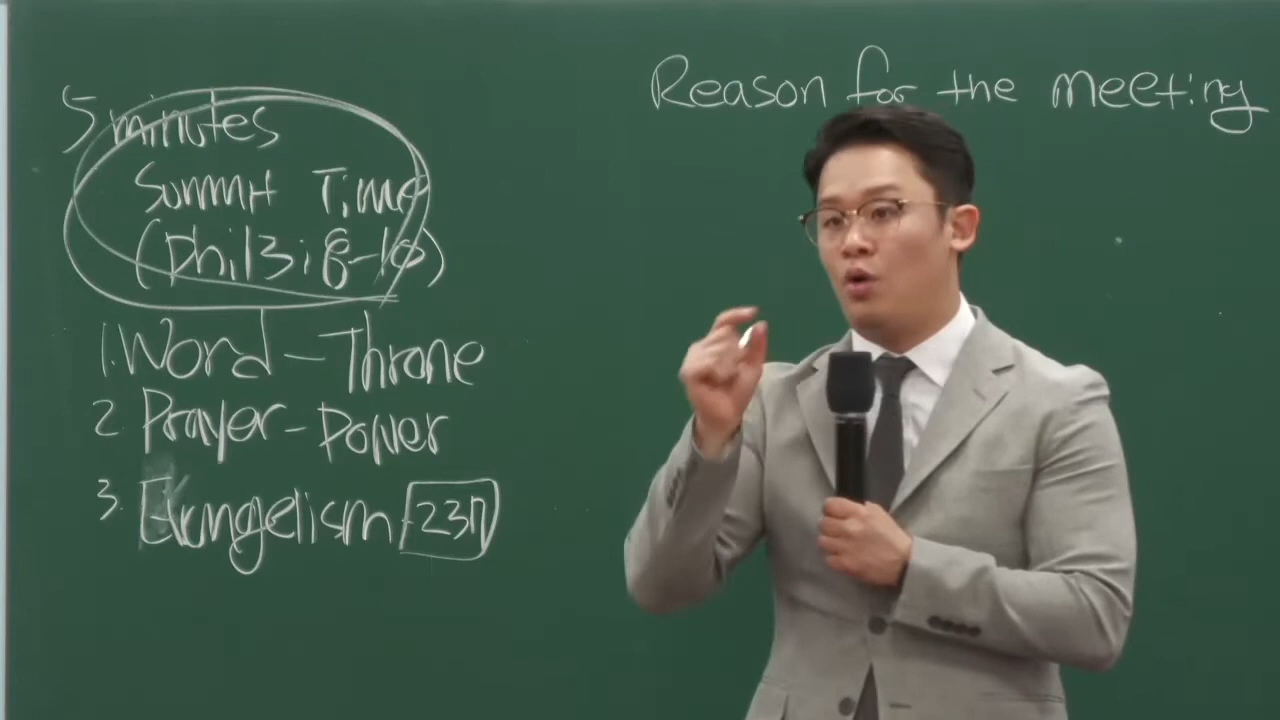 Reason for the meeting
5 minutes
Summit Time
(phil 3:8-10)
1. Word - Throne
2. Prayer - Power
3. Evangelism - 237